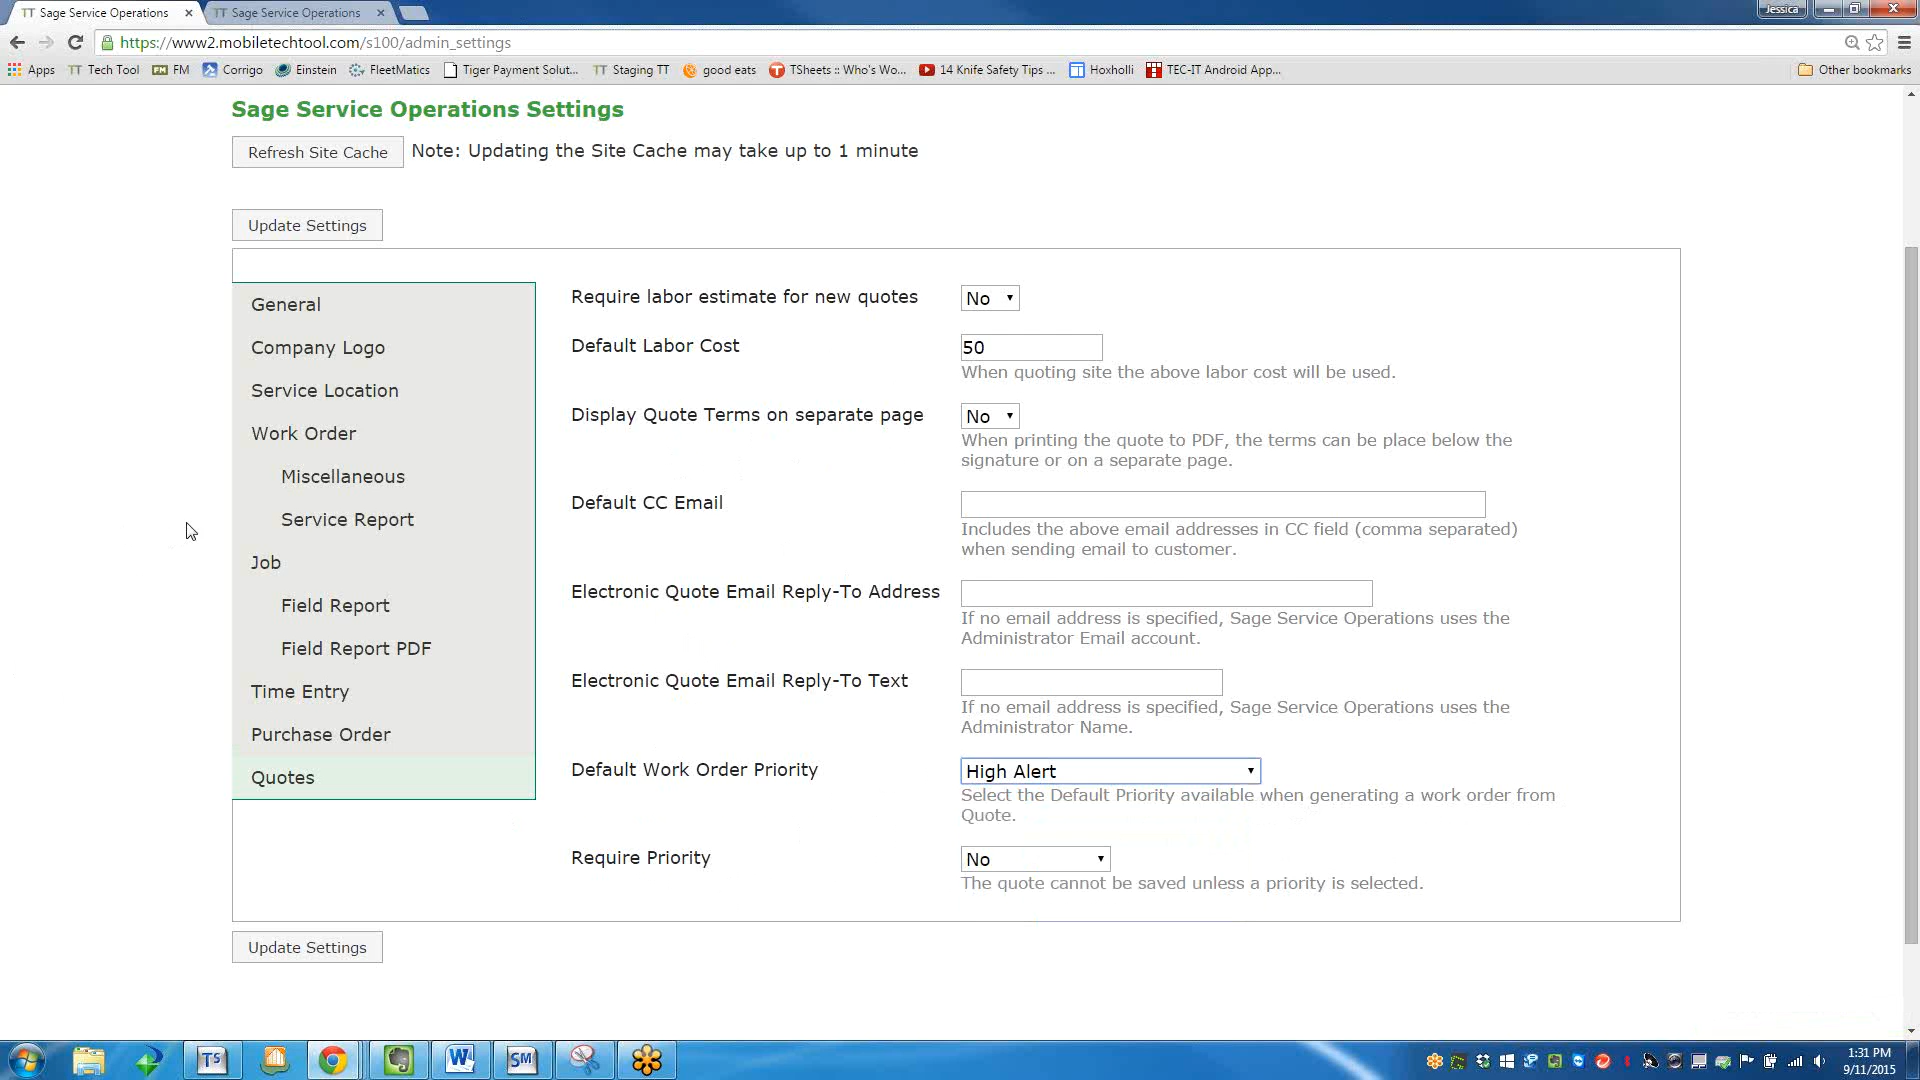 TT Sage Service Operations
TT Sage Service Operations
Jessica
https://www2.mobiletechtool.com/s100/admin_settings
Apps
TT Tech Tool
FM FM
Corrigo
Einstein
FleetMatics
Tiger Payment Solut...
TT Staging TT
good eats
TSheets :: Who's Wo...
14 Knife Safety Tips ...
Hoxholli
TEC-IT Android App...
Other bookmarks
Sage Service Operations Settings
Refresh Site Cache
Note: Updating the Site Cache may take up to 1 minute
Update Settings
General
Company Logo
Service Location
Work Order
Miscellaneous
Service Report
Job
Field Report
Field Report PDF
Time Entry
Purchase Order
Quotes
Require labor estimate for new quotes
No
Default Labor Cost
50
When quoting site the above labor cost will be used.
Display Quote Terms on separate page
No
When printing the quote to PDF, the terms can be place below the
signature or on a separate page.
Default CC Email
Includes the above email addresses in CC field (comma separated)
when sending email to customer.
Electronic Quote Email Reply-To Address
If no email address is specified, Sage Service Operations uses the
Administrator Email account.
Electronic Quote Email Reply-To Text
If no email address is specified, Sage Service Operations uses the
Administrator Name.
Default Work Order Priority
High Alert
Select the Default Priority available when generating a work order from
Quote.
Require Priority
No
The quote cannot be saved unless a priority is selected.
Update Settings
TS
W
SM
1:31 PM
9/11/2015